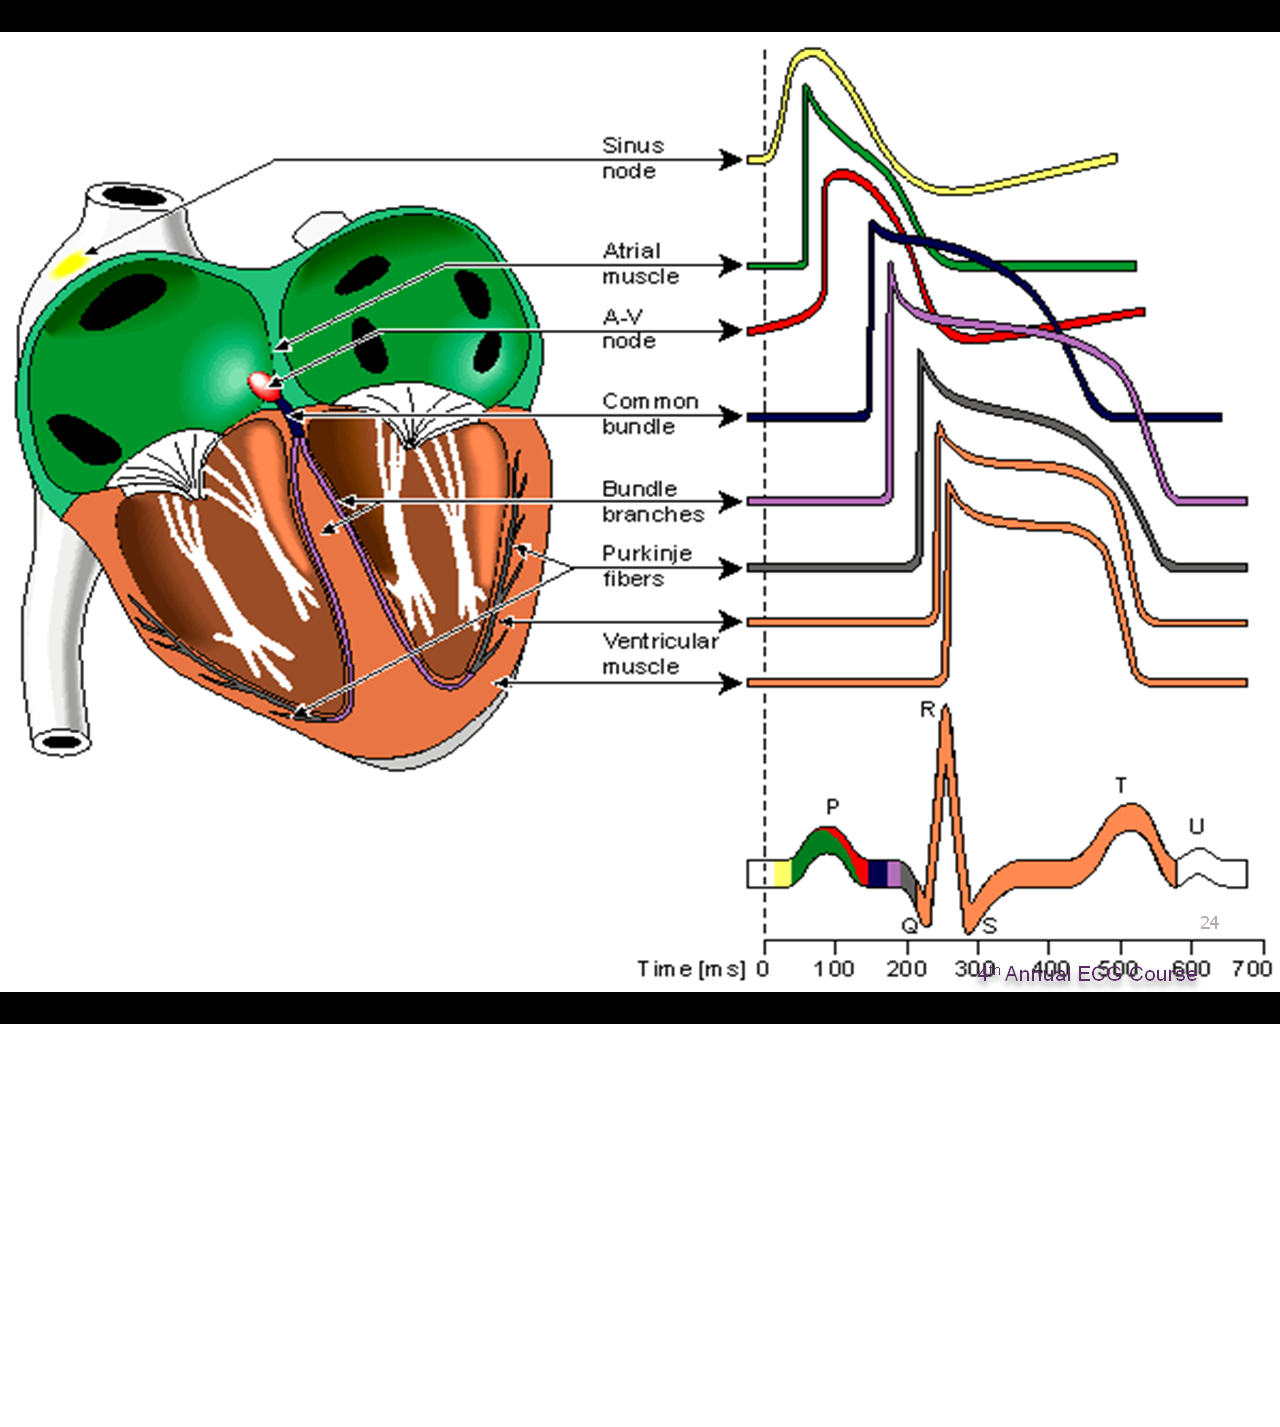 Sinus
node
Atrial
muscle
A-V
node
Common
bundle
Bundle
branches
Purkinje
fibers
Ventricular
muscle
R
P
T
U
Q
S
24
Time [ms] 0 100 200 300 400 500 600 700
4th Annual ECG Course